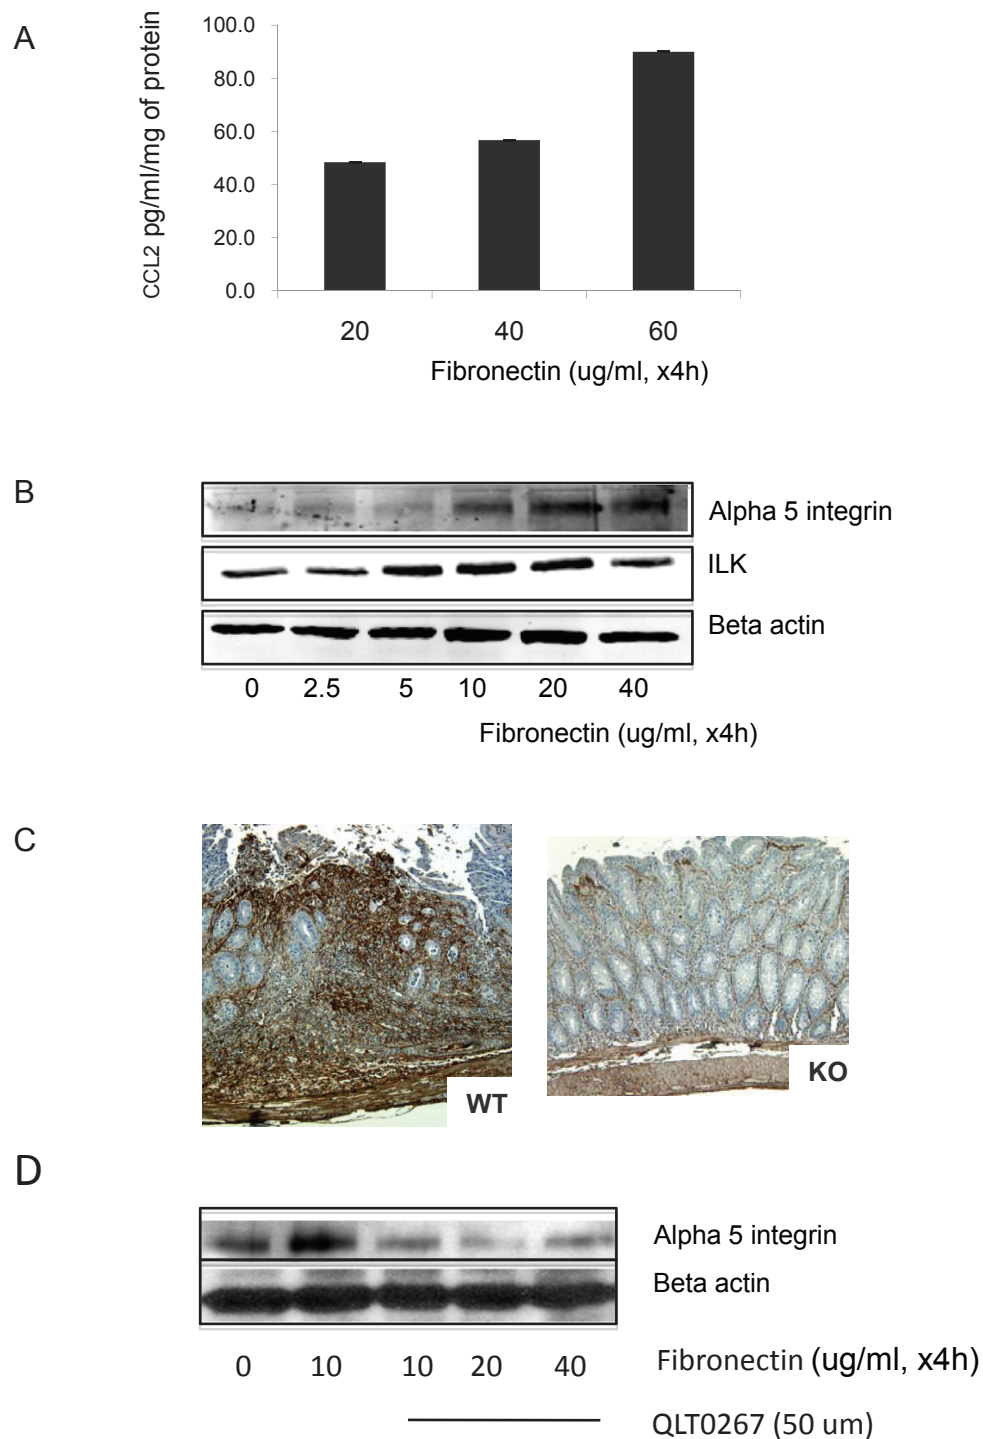 A
CCL2 pg/ml/mg of protein
100.0
80.0
60.0
40.0
20.0
0.0
20 40 60
Fibronectin (ug/ml, x4h)
B
Alpha 5 integrin
ILK
Beta actin
0 2.5 5 10 20 40
Fibronectin (ug/ml, x4h)
C
WT
KO
D
Alpha 5 integrin
Beta actin
0 10 10 20 40 Fibronectin (ug/ml, x4h)
QLT0267 (50 um)